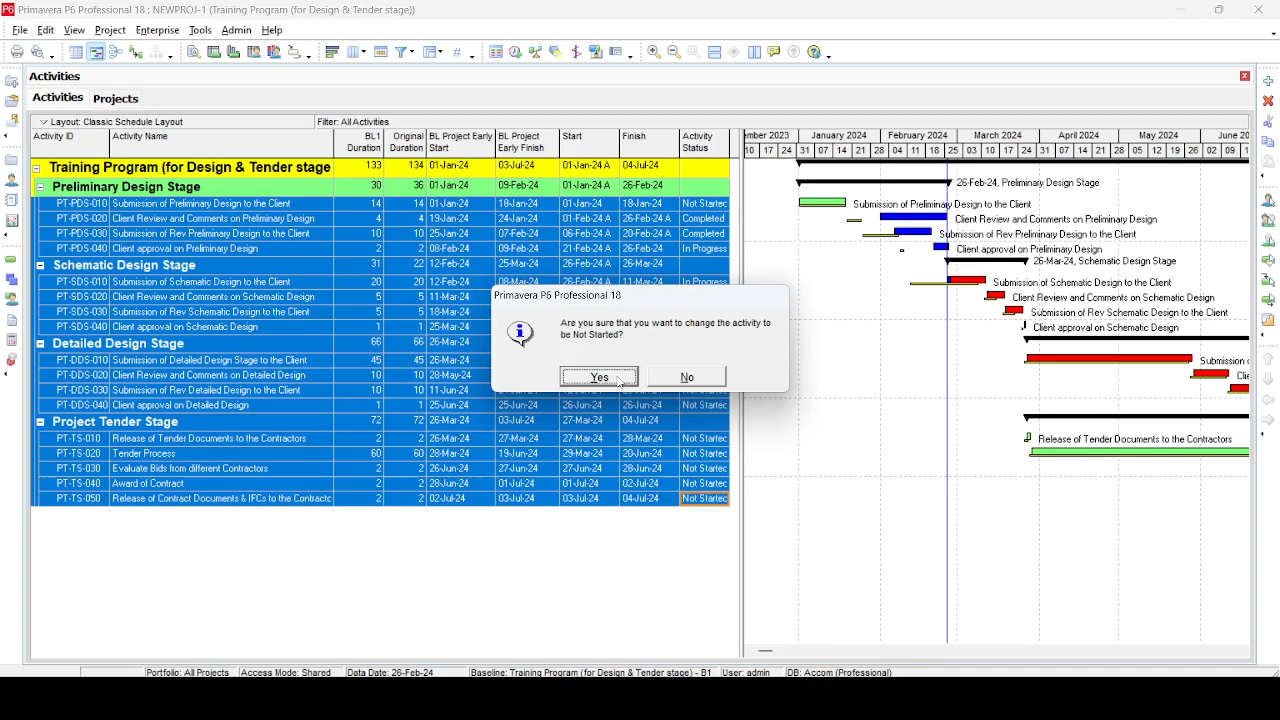 Primavera P6 Professional 18 : NEWPROJ-1 (Training Program (for Design & Tender stage))
File Edit View Project Enterprise Tools Admin Help
Activities
Activities Projects
Layout: Classic Schedule Layout Filter: All Activities
Activity ID Activity Name BL1 Duration Original Duration BL Project Early Start BL Project Early Finish Start Finish Activity Status
mber 2023 January 2024 February 2024 March 2024 April 2024 May 2024 June 20
10 17 24 31 07 14 21 28 04 11 18 25 03 10 17 24 31 07 14 21 28 05 12 19 26 02 09 1
Training Program (for Design & Tender stage 133 134 01-Jan-24 03-Jul-24 01-Jan-24 A 04-Jul-24
Preliminary Design Stage 30 36 01-Jan-24 09-Feb-24 01-Jan-24 A 26-Feb-24
26-Feb-24, Preliminary Design Stage
PT-PDS-010 Submission of Preliminary Design to the Client 14 14 01-Jan-24 18-Jan-24 01-Jan-24 18-Jan-24 Not Startec
Submission of Preliminary Design to the Client
PT-PDS-020 Client Review and Comments on Preliminary Design 4 4 19-Jan-24 24-Jan-24 01-Feb-24 A 26-Feb-24 A Completed
Client Review and Comments on Preliminary Design
PT-PDS-030 Submission of Rev Preliminary Design to the Client 10 10 25-Jan-24 07-Feb-24 06-Feb-24 A 20-Feb-24 A Completed
Submission of Rev Preliminary Design to the Client
PT-PDS-040 Client approval on Preliminary Design 2 2 08-Feb-24 09-Feb-24 21-Feb-24 A 26-Feb-24 In Progress
Client approval on Preliminary Design
Schematic Design Stage 31 22 12-Feb-24 25-Mar-24 26-Feb-24 A 26-Mar-24
26-Mar-24, Schematic Design Stage
PT-SDS-010 Submission of Schematic Design to the Client 20 20 12-Feb-24 08-Mar-24 26-Feb-24 A 11-Mar-24 In Progress
Submission of Schematic Design to the Client
PT-SDS-020 Client Review and Comments on Schematic Design 5 5 11-Mar-24
Client Review and Comments on Schematic Design
PT-SDS-030 Submission of Rev Schematic Design to the Client 5 5 18-Mar-24
Submission of Rev Schematic Design to the Client
PT-SDS-040 Client approval on Schematic Design 1 1 25-Mar-24
Client approval on Schematic Design
Detailed Design Stage 66 66 26-Mar-24
PT-DDS-010 Submission of Detailed Design Stage to the Client 45 45 26-Mar-24
Submission o
PT-DDS-020 Client Review and Comments on Detailed Design 10 10 28-May-24
Clie
PT-DDS-030 Submission of Rev Detailed Design to the Client 10 10 11-Jun-24
PT-DDS-040 Client approval on Detailed Design 1 1 25-Jun-24 25-Jun-24 26-Jun-24 26-Jun-24 Not Startec
Project Tender Stage 72 72 26-Mar-24 03-Jul-24 27-Mar-24 04-Jul-24
PT-TS-010 Release of Tender Documents to the Contractors 2 2 26-Mar-24 27-Mar-24 27-Mar-24 28-Mar-24 Not Startec
Release of Tender Documents to the Contractors
PT-TS-020 Tender Process 60 60 28-Mar-24 19-Jun-24 29-Mar-24 20-Jun-24 Not Startec
PT-TS-030 Evaluate Bids from different Contractors 2 2 26-Jun-24 27-Jun-24 27-Jun-24 28-Jun-24 Not Startec
PT-TS-040 Award of Contract 2 2 28-Jun-24 01-Jul-24 01-Jul-24 02-Jul-24 Not Startec
PT-TS-050 Release of Contract Documents & IFCs to the Contractc 2 2 02-Jul-24 03-Jul-24 03-Jul-24 04-Jul-24 Not Startec
Primavera P6 Professional 18
Are you sure that you want to change the activity to
be Not Started?
Yes No
Portfolio: All Projects Access Mode: Shared Data Date: 26-Feb-24 Baseline: Training Program (for Design & Tender stage) - B1 User: admin DB: Accom (Professional)